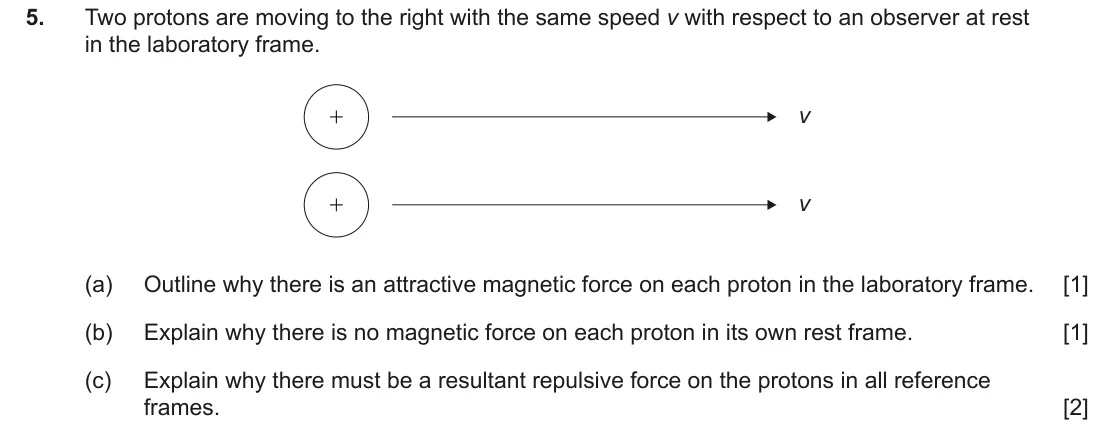 5. Two protons are moving to the right with the same speed v with respect to an observer at rest
in the laboratory frame.
+ v
+ v
(a) Outline why there is an attractive magnetic force on each proton in the laboratory frame. [1]
(b) Explain why there is no magnetic force on each proton in its own rest frame. [1]
(c) Explain why there must be a resultant repulsive force on the protons in all reference
frames. [2]